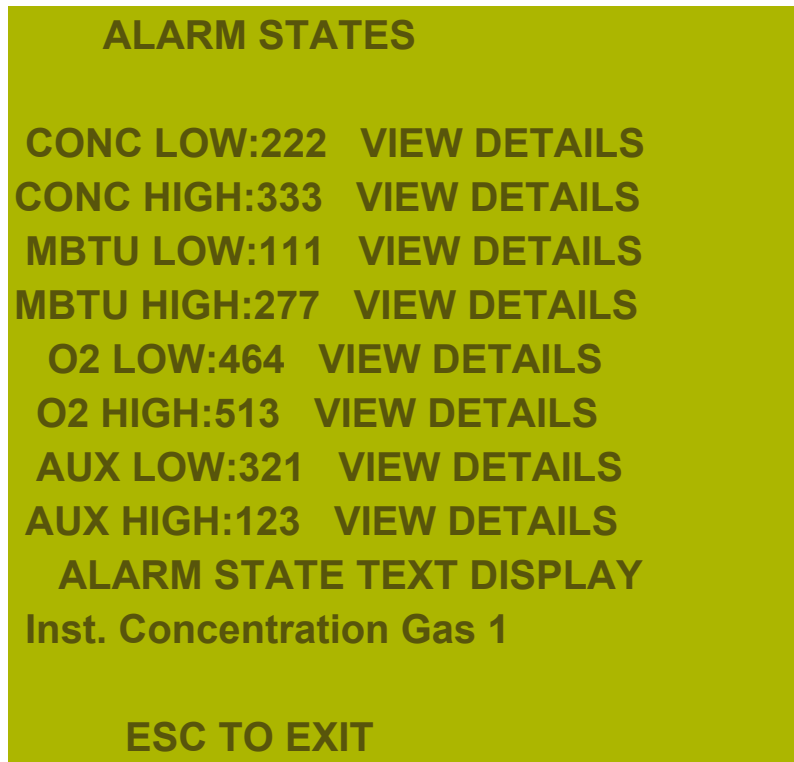 ALARM STATES
CONC LOW:222 VIEW DETAILS
CONC HIGH:333 VIEW DETAILS
MBTU LOW:111 VIEW DETAILS
MBTU HIGH:277 VIEW DETAILS
O2 LOW:464 VIEW DETAILS
O2 HIGH:513 VIEW DETAILS
AUX LOW:321 VIEW DETAILS
AUX HIGH:123 VIEW DETAILS
ALARM STATE TEXT DISPLAY
Inst. Concentration Gas 1
ESC TO EXIT